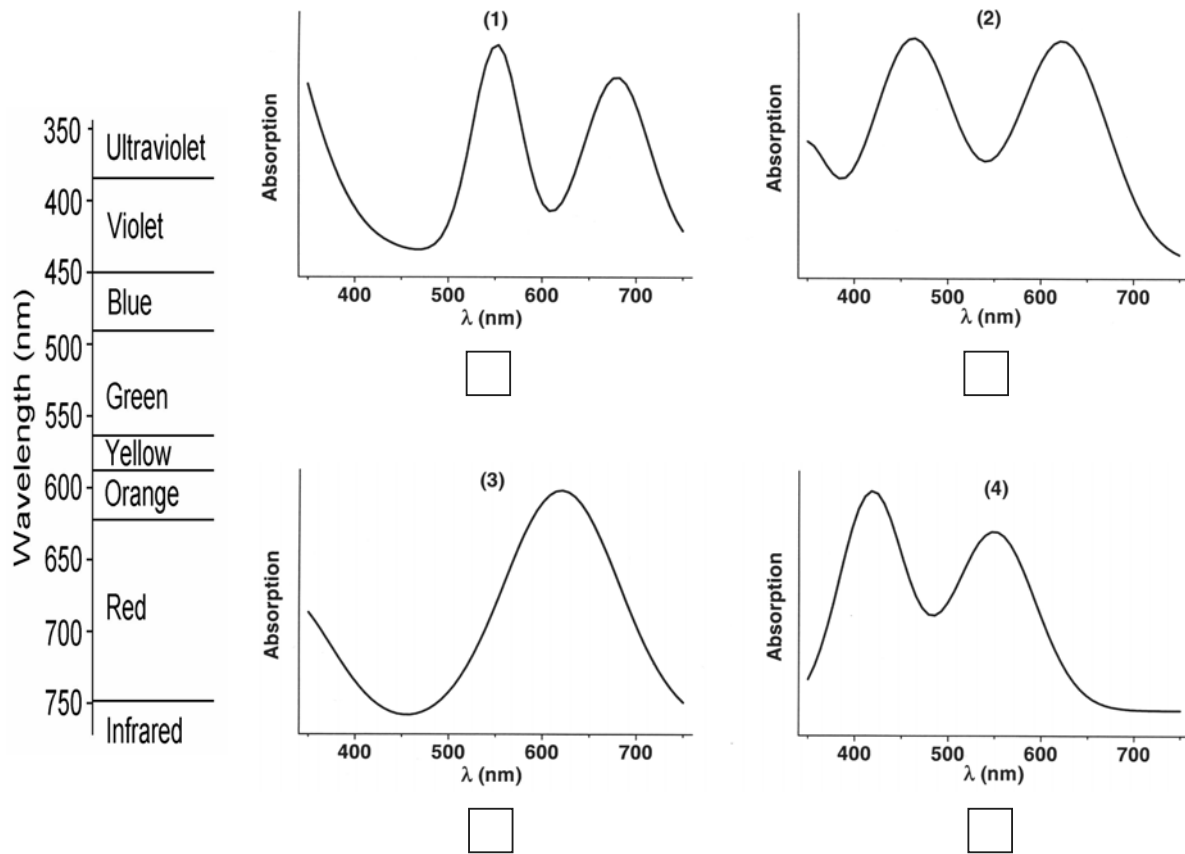 Wavelength (nm)
350
400
450
500
550
600
650
700
750
Ultraviolet
Violet
Blue
Green
Yellow
Orange
Red
Infrared
(1)
Absorption
400 500 600 700
λ (nm)
(2)
Absorption
400 500 600 700
λ (nm)
(3)
Absorption
400 500 600 700
λ (nm)
(4)
Absorption
400 500 600 700
λ (nm)